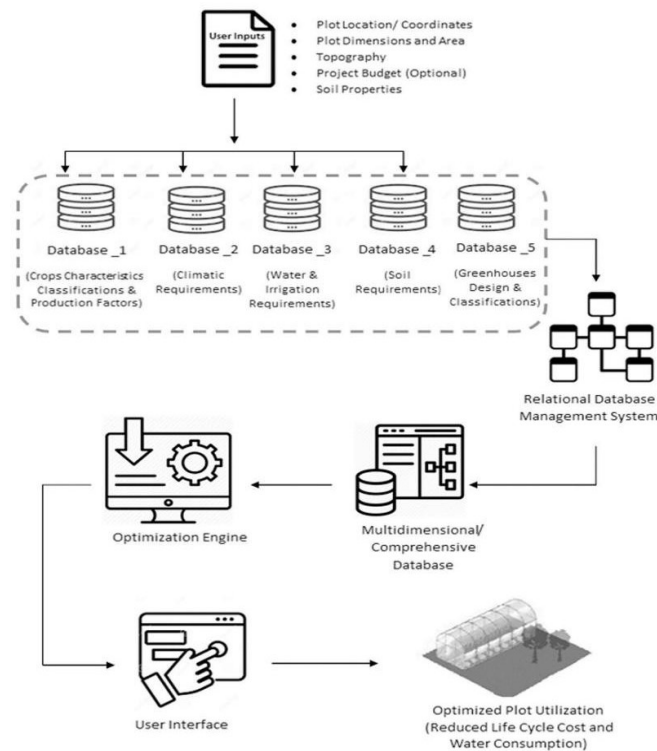 User Inputs
• Plot Location/ Coordinates
• Plot Dimensions and Area
• Topography
• Project Budget (Optional)
• Soil Properties
Database _1
(Crops Characteristics
Classifications &
Production Factors)
Database _2
(Climatic
Requirements)
Database _3
(Water &
Irrigation
Requirements)
Database _4
(Soil
Requirements)
Database _5
(Greenhouses
Design &
Classifications)
Relational Database
Management System
Optimization Engine
Multidimensional/
Comprehensive
Database
User Interface
Optimized Plot Utilization
(Reduced Life Cycle Cost and
Water Consumption)